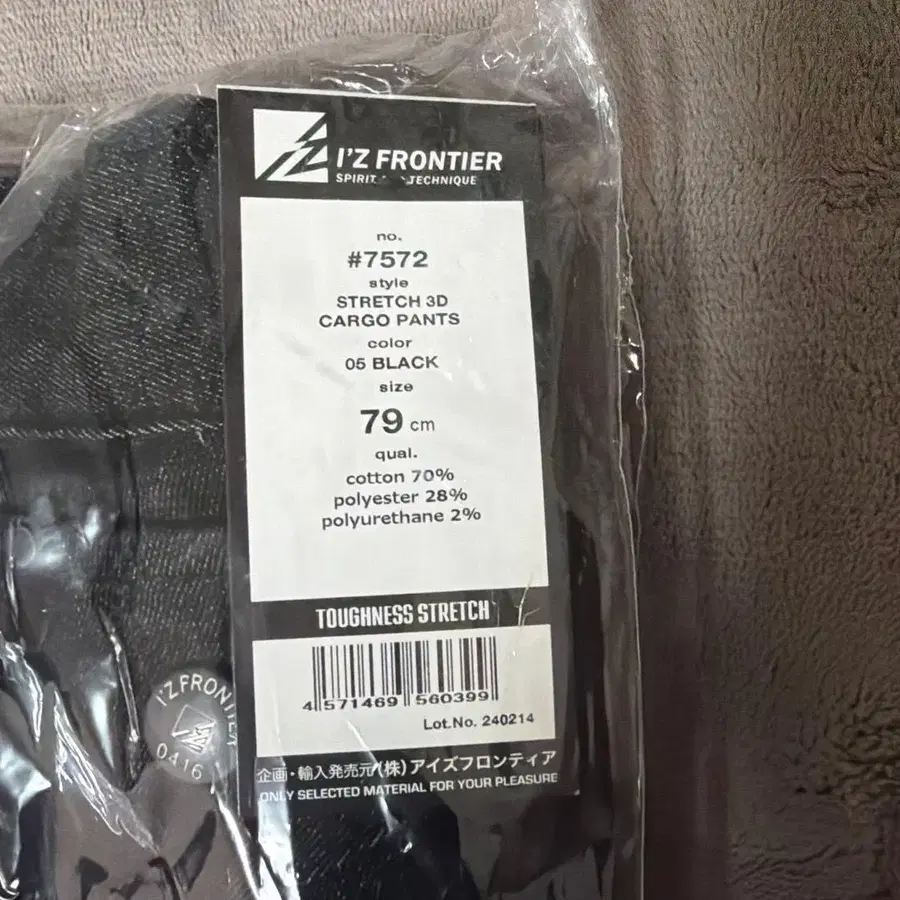 I'Z FRONTIER
SPIRIT TECHNIQUE
no.
#7572
style
STRETCH 3D
CARGO PANTS
color
05 BLACK
size
79 cm
qual.
cotton 70%
polyester 28%
polyurethane 2%
TOUGHNESS STRETCH
4 571469 560399
Lot.No. 240214
企画・輸入発売元/(株)アイズフロンティア
ONLY SELECTED MATERIAL FOR YOUR PLEASURE
I'Z FRONTIER
0416